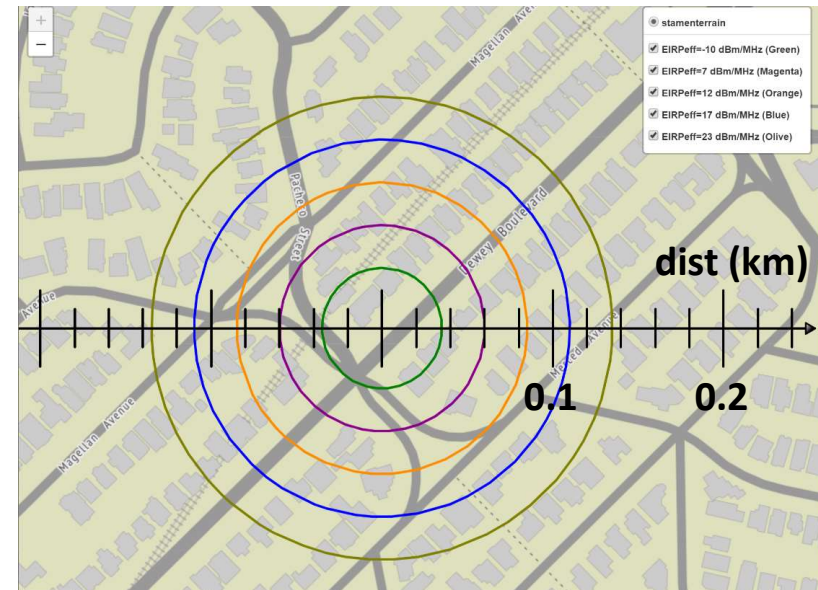 +
−
stamenterrain
EIRPeff=-10 dBm/MHz (Green)
EIRPeff=7 dBm/MHz (Magenta)
EIRPeff=12 dBm/MHz (Orange)
EIRPeff=17 dBm/MHz (Blue)
EIRPeff=23 dBm/MHz (Olive)
Magellan Avenue
Pacheco
Street
Dewey Boulevard
dist (km)
Avenue
Merced Avenue
0.1
0.2
Magellan Avenue